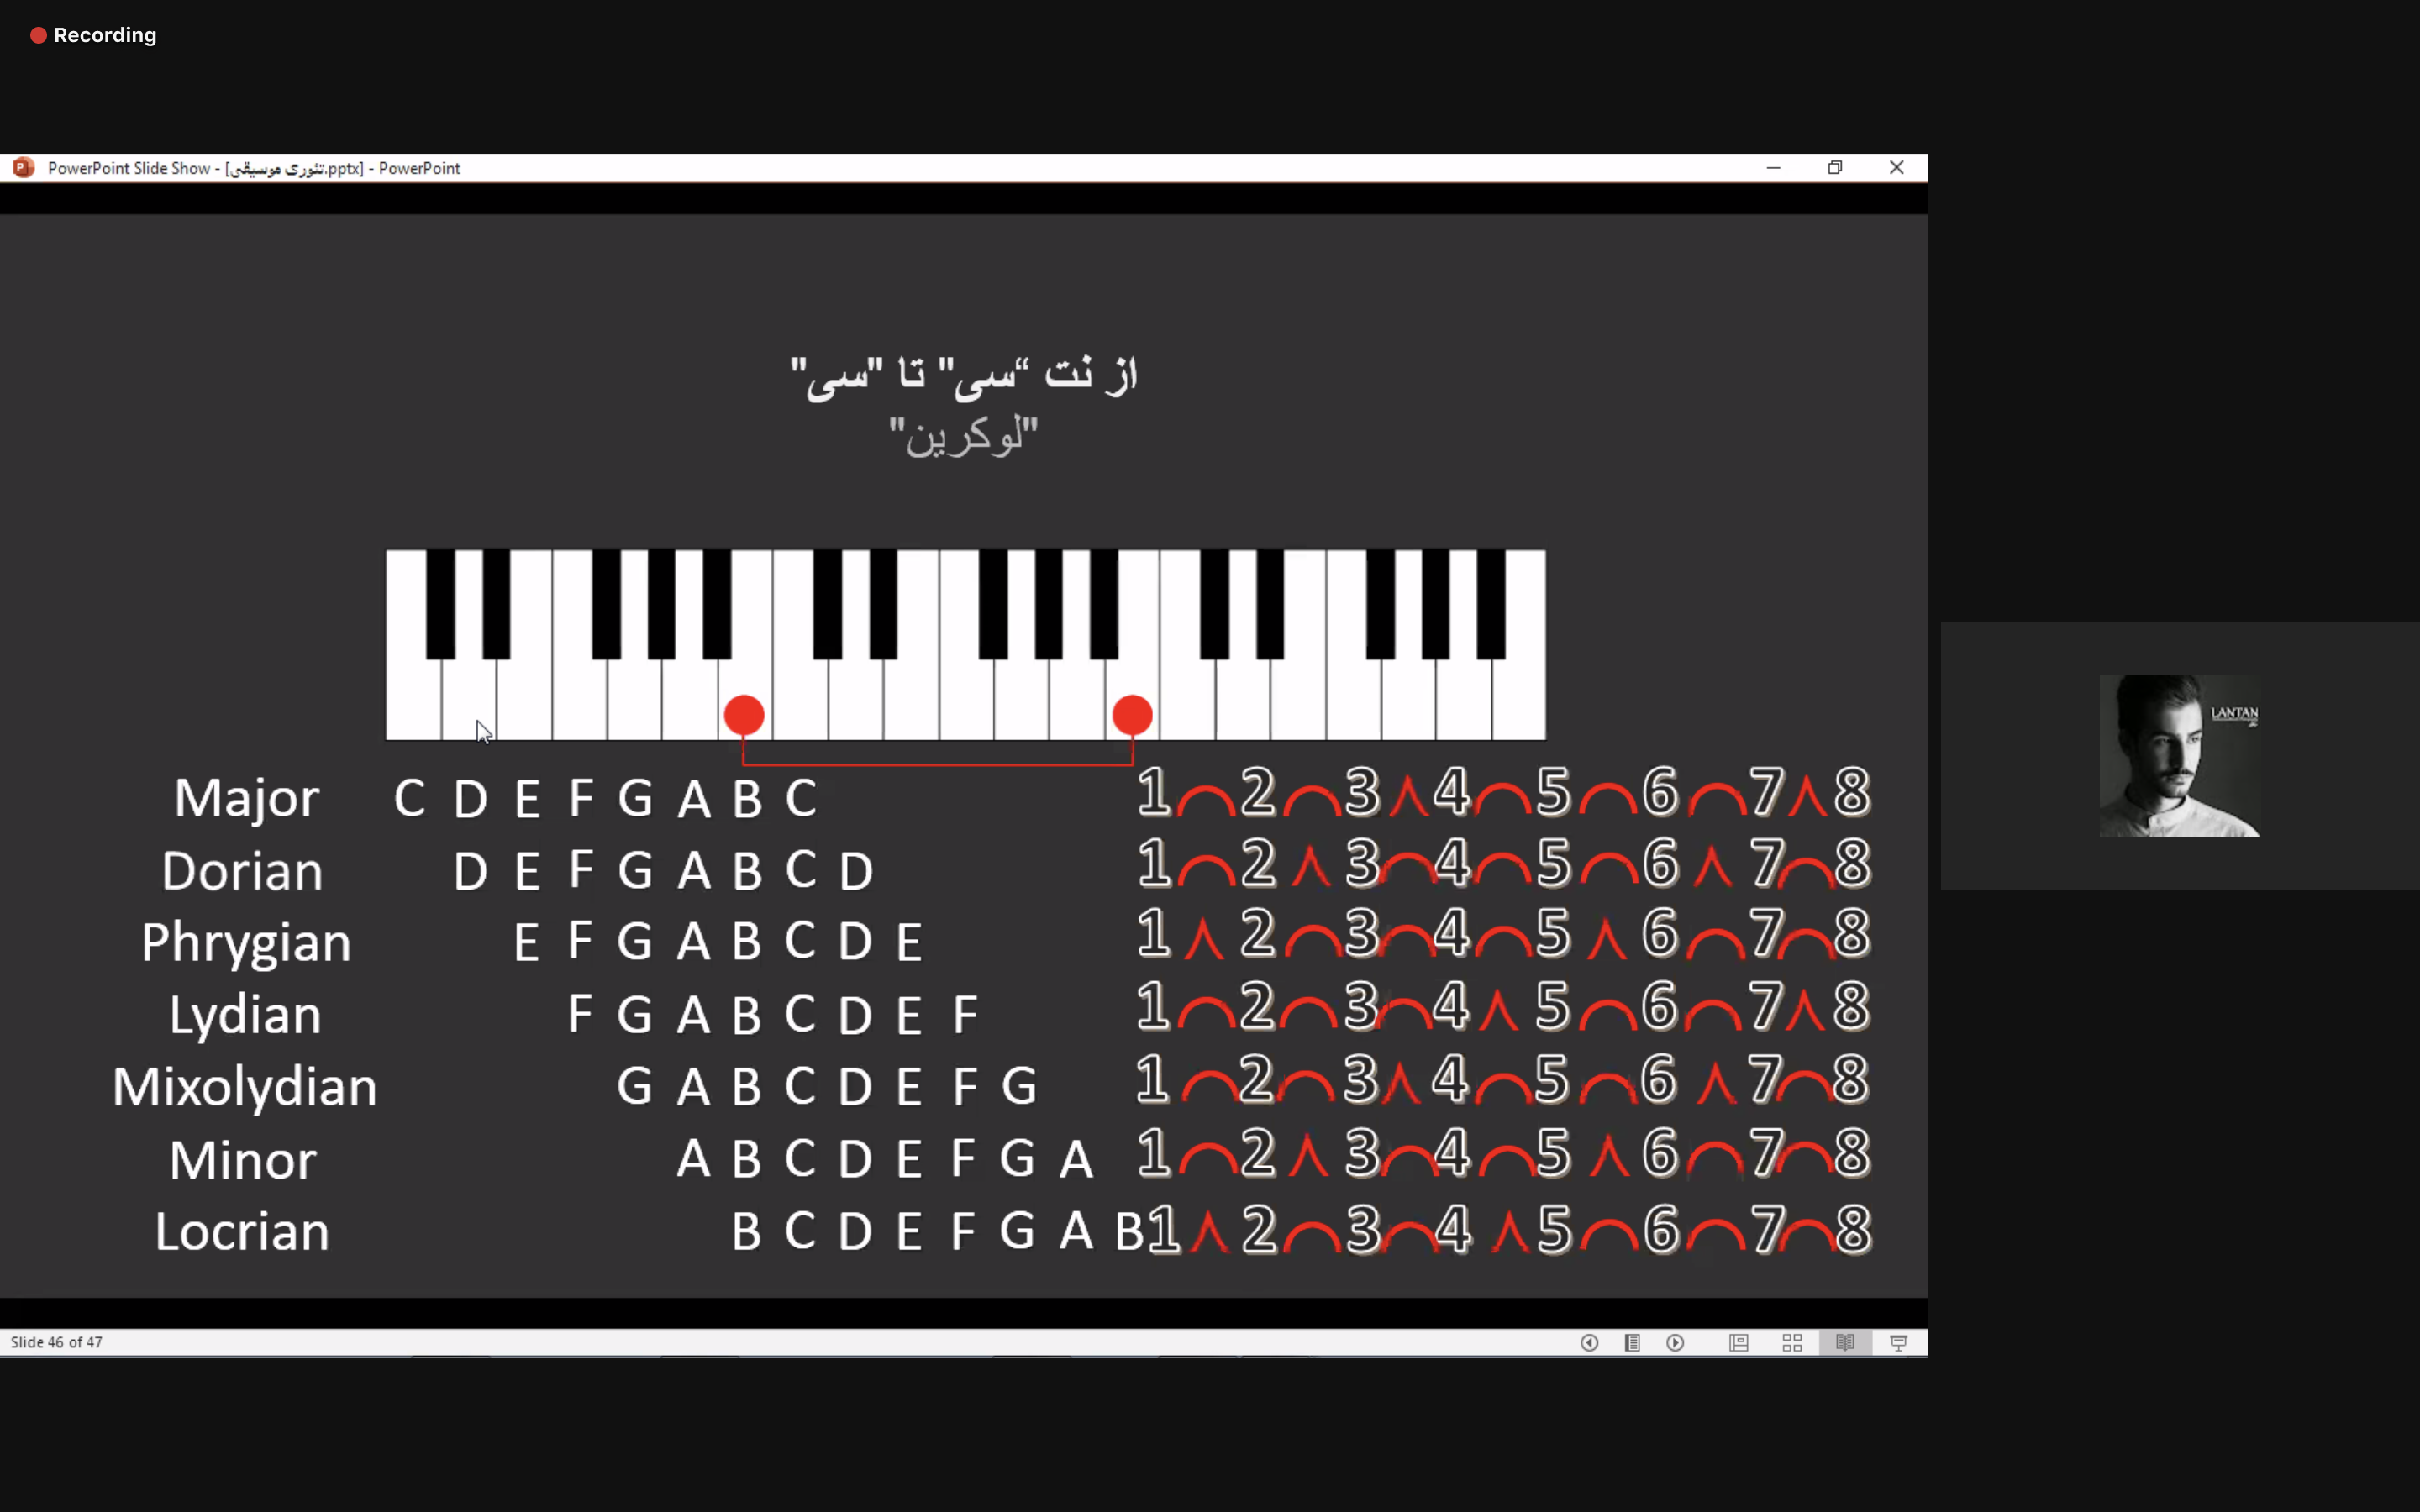 Recording
PowerPoint Slide Show - [تئوری موسیقی.pptx] - PowerPoint
از نت “سی" تا "سی"
"لوکرین"
LANTAN
Major C D E F G A B C 1 2 3 4 5 6 7 8
Dorian D E F G A B C D 1 2 3 4 5 6 7 8
Phrygian E F G A B C D E 1 2 3 4 5 6 7 8
Lydian F G A B C D E F 1 2 3 4 5 6 7 8
Mixolydian G A B C D E F G 1 2 3 4 5 6 7 8
Minor A B C D E F G A 1 2 3 4 5 6 7 8
Locrian B C D E F G A B 1 2 3 4 5 6 7 8
Slide 46 of 47